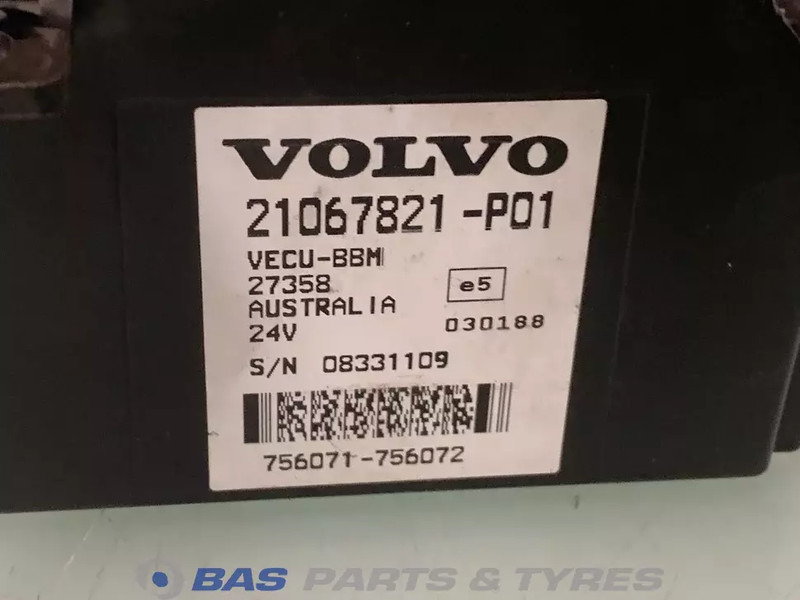 VOLVO
21067821-P01
VECU-BBM
27358
e5
AUSTRALIA
24V
030188
S/N 08331109
756071-756072
BAS PARTS & TYRES